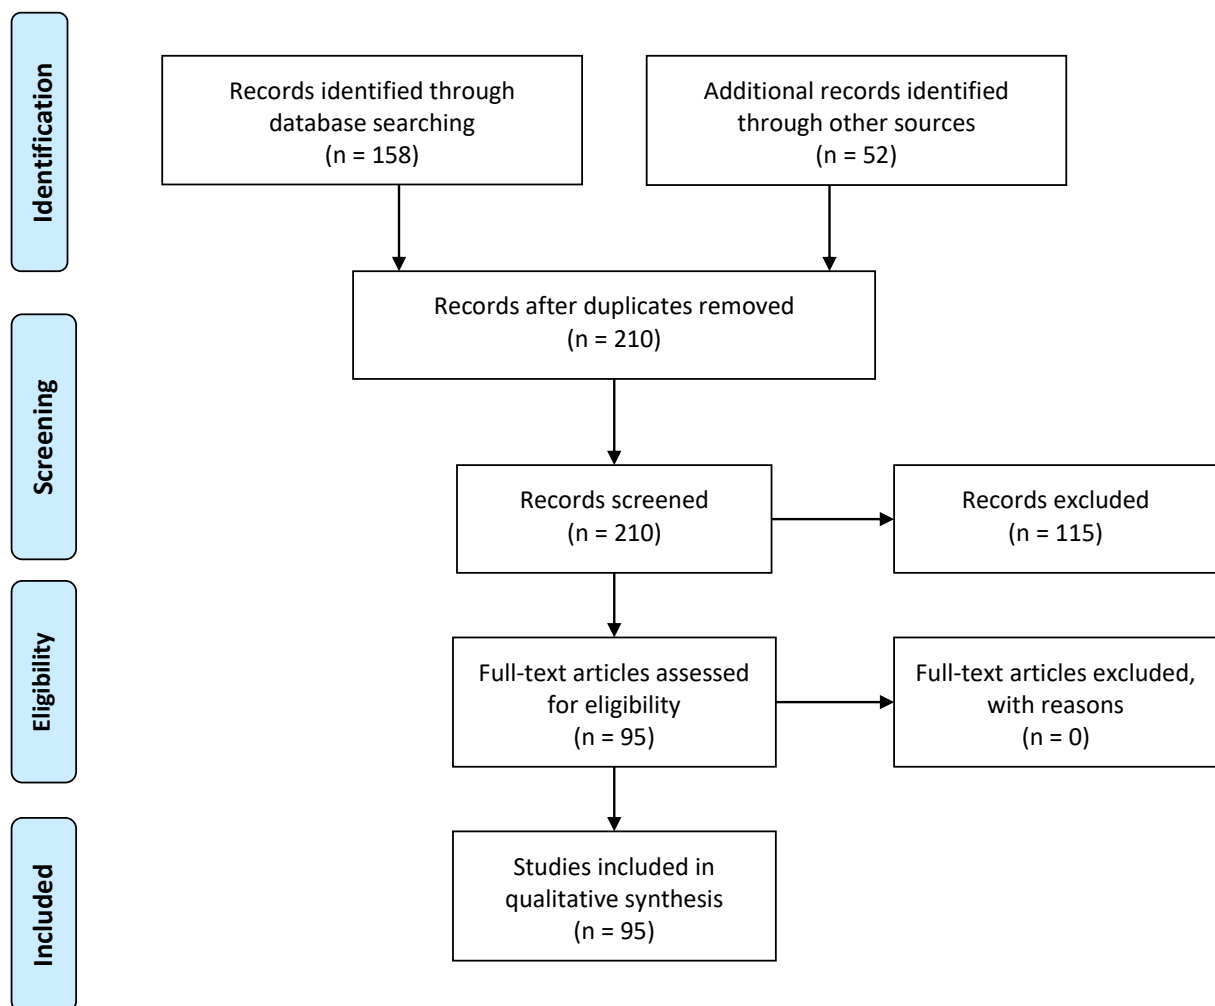 Identification
Records identified through
database searching
(n = 158)
Additional records identified
through other sources
(n = 52)
Records after duplicates removed
(n = 210)
Screening
Records screened
(n = 210)
Records excluded
(n = 115)
Eligibility
Full-text articles assessed
for eligibility
(n = 95)
Full-text articles excluded,
with reasons
(n = 0)
Included
Studies included in
qualitative synthesis
(n = 95)